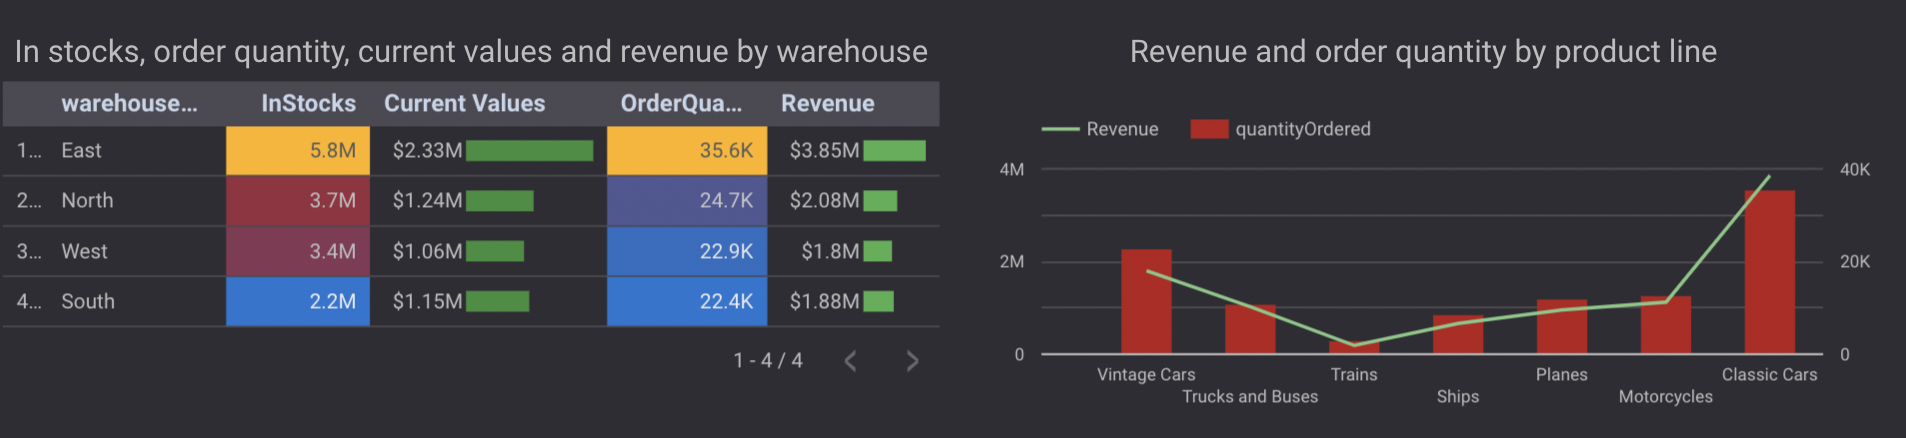 In stocks, order quantity, current values and revenue by warehouse
warehouse... InStocks Current Values OrderQua... Revenue
1... East 5.8M $2.33M 35.6K $3.85M
2... North 3.7M $1.24M 24.7K $2.08M
3... West 3.4M $1.06M 22.9K $1.8M
4... South 2.2M $1.15M 22.4K $1.88M
1 - 4 / 4
Revenue and order quantity by product line
Revenue quantityOrdered
4M 40K
2M 20K
0 0
Vintage Cars Trains Planes Classic Cars
Trucks and Buses Ships Motorcycles